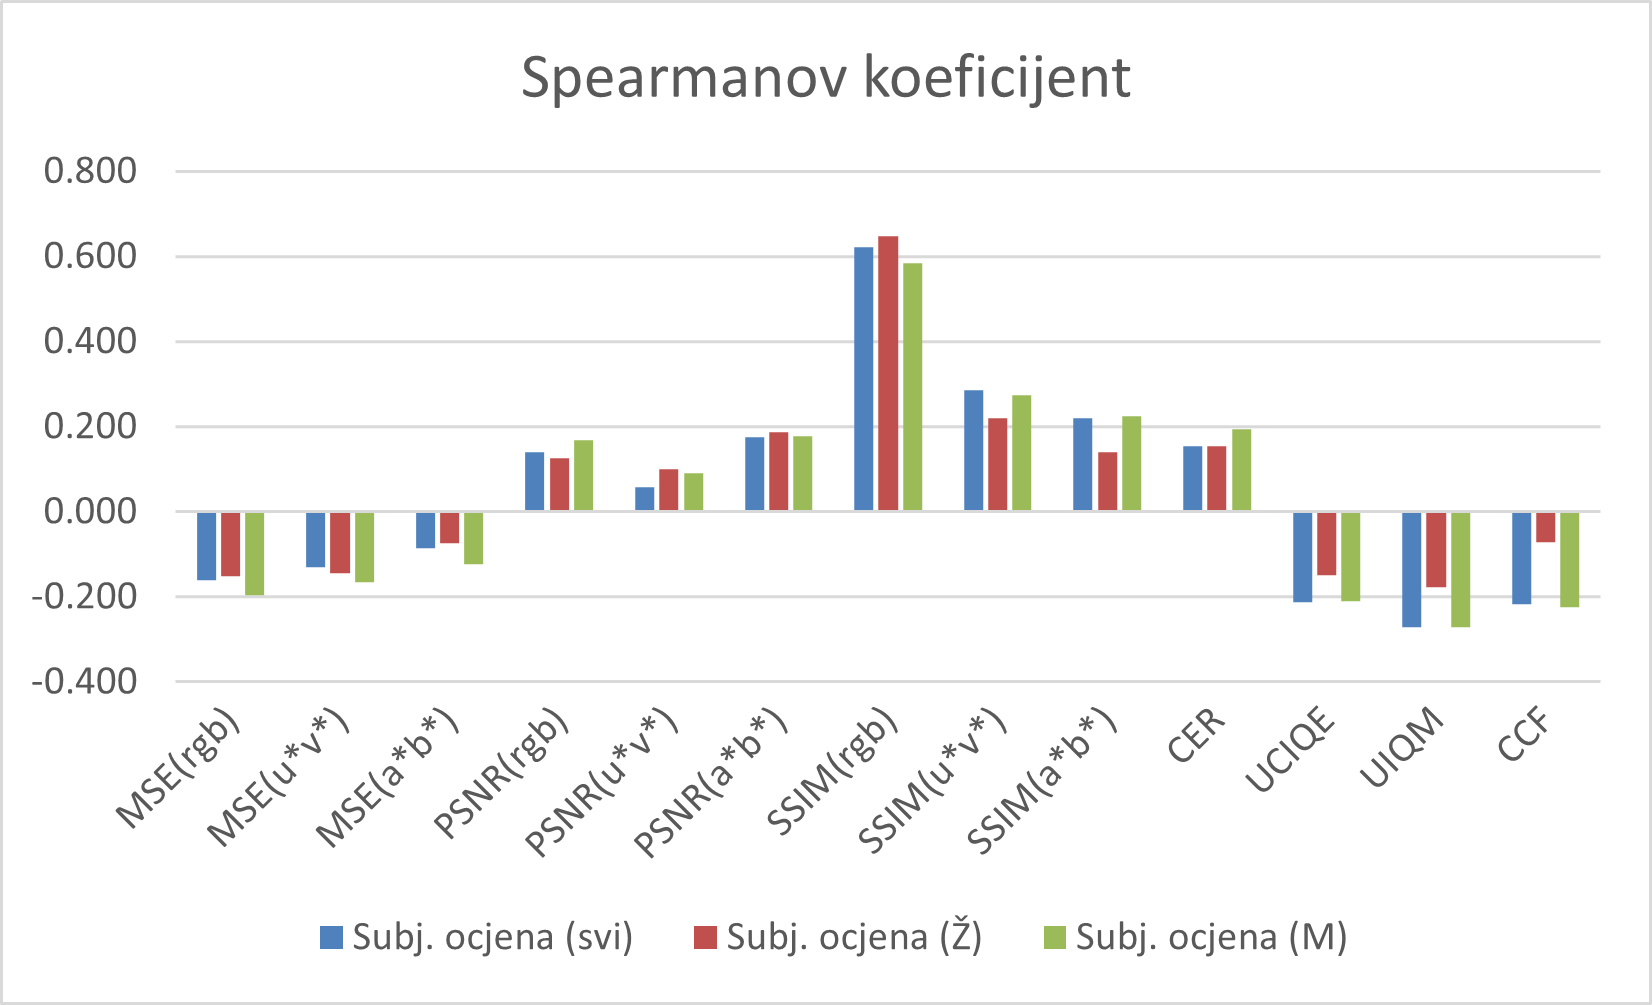 Spearmanov koeficijent
0.800
0.600
0.400
0.200
0.000
-0.200
-0.400
MSE(rgb)
MSE(u*v*)
MSE(a*b*)
PSNR(rgb)
PSNR(u*v*)
PSNR(a*b*)
SSIM(rgb)
SSIM(u*v*)
SSIM(a*b*)
CER
UCIQE
UIQM
CCF
Subj. ocjena (svi)
Subj. ocjena (Ž)
Subj. ocjena (M)